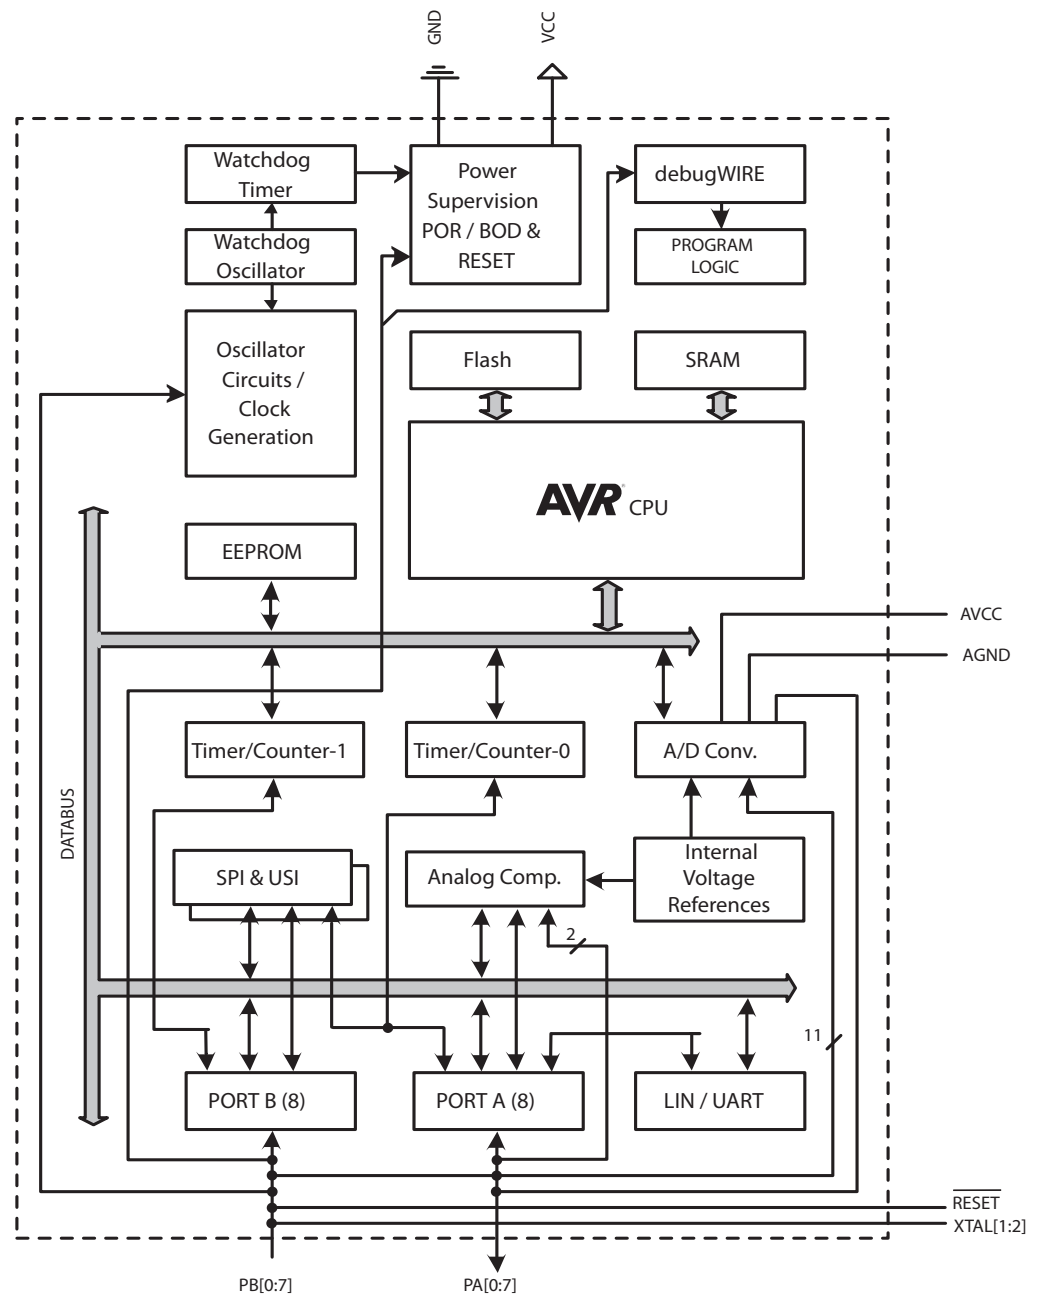 GND
VCC
Watchdog
Timer
Power
Supervision
POR / BOD &
RESET
debugWIRE
Watchdog
Oscillator
PROGRAM
LOGIC
Oscillator
Circuits /
Clock
Generation
Flash
SRAM
AVR® CPU
EEPROM
AVCC
AGND
Timer/Counter-1
Timer/Counter-0
A/D Conv.
DATABUS
SPI & USI
Analog Comp.
Internal
Voltage
References
2
11
PORT B (8)
PORT A (8)
LIN / UART
RESET
XTAL[1:2]
PB[0:7]
PA[0:7]